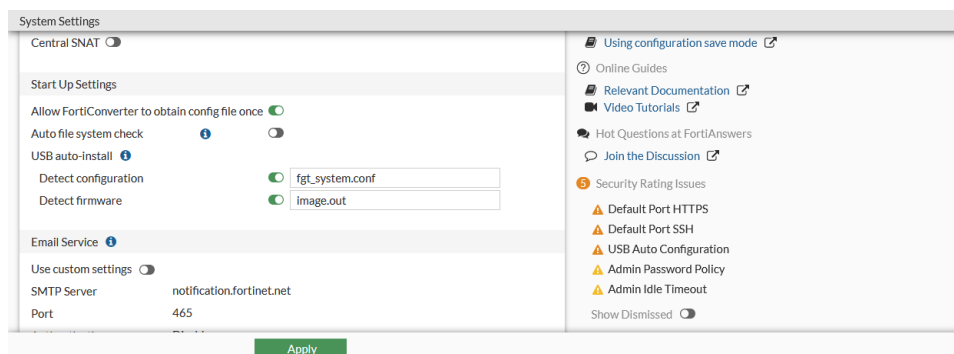 System Settings
Central SNAT
Start Up Settings
Allow FortiConverter to obtain config file once
Auto file system check
USB auto-install
Detect configuration fgt_system.conf
Detect firmware image.out
Email Service
Use custom settings
SMTP Server notification.fortinet.net
Port 465
Apply
Using configuration save mode
Online Guides
Relevant Documentation
Video Tutorials
Hot Questions at FortiAnswers
Join the Discussion
5 Security Rating Issues
Default Port HTTPS
Default Port SSH
USB Auto Configuration
Admin Password Policy
Admin Idle Timeout
Show Dismissed